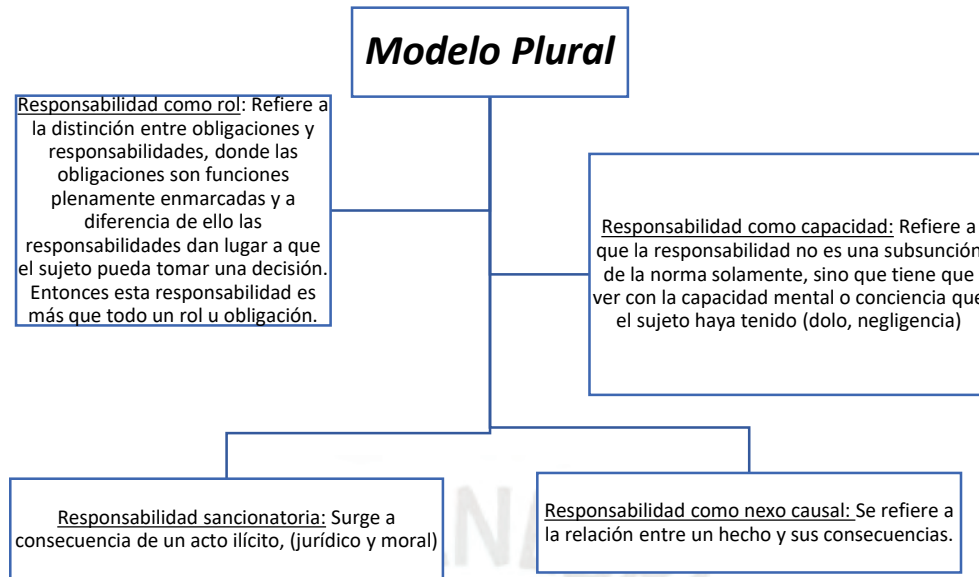 Modelo Plural
Responsabilidad como rol: Refiere a
la distinción entre obligaciones y
responsabilidades, donde las
obligaciones son funciones
plenamente enmarcadas y a
diferencia de ello las
responsabilidades dan lugar a que
el sujeto pueda tomar una decisión.
Entonces esta responsabilidad es
más que todo un rol u obligación.
Responsabilidad como capacidad: Refiere a
que la responsabilidad no es una subsunción
de la norma solamente, sino que tiene que
ver con la capacidad mental o conciencia que
el sujeto haya tenido (dolo, negligencia)
Responsabilidad sancionatoria: Surge a
consecuencia de un acto ilícito, (jurídico y moral)
Responsabilidad como nexo causal: Se refiere a
la relación entre un hecho y sus consecuencias.